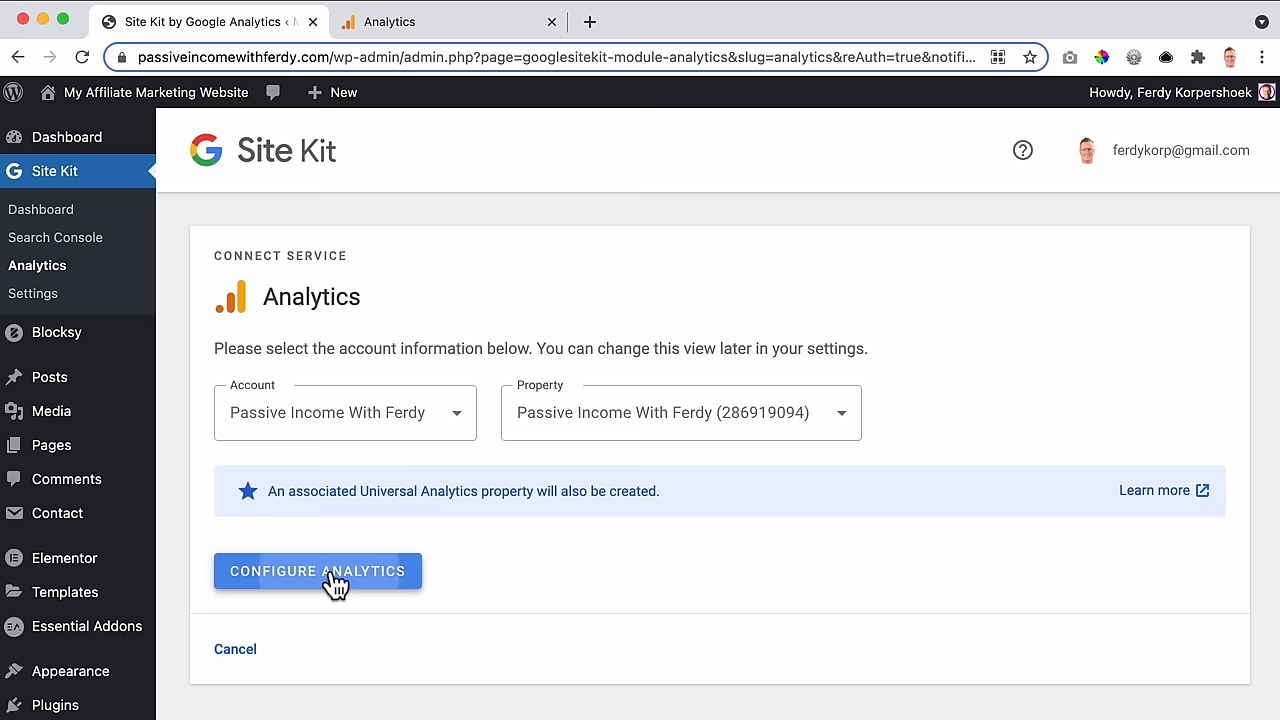 Site Kit by Google Analytics ‹
Analytics
passiveincomewithferdy.com/wp-admin/admin.php?page=googlesitekit-module-analytics&slug=analytics&reAuth=true&notifi...
My Affiliate Marketing Website
New
Howdy, Ferdy Korpershoek
Dashboard
Site Kit
Dashboard
Search Console
Analytics
Settings
Blocksy
Posts
Media
Pages
Comments
Contact
Elementor
Templates
Essential Addons
Appearance
Plugins
Site Kit
ferdykorp@gmail.com
CONNECT SERVICE
Analytics
Please select the account information below. You can change this view later in your settings.
Account
Passive Income With Ferdy
Property
Passive Income With Ferdy (286919094)
An associated Universal Analytics property will also be created.
Learn more
CONFIGURE ANALYTICS
Cancel